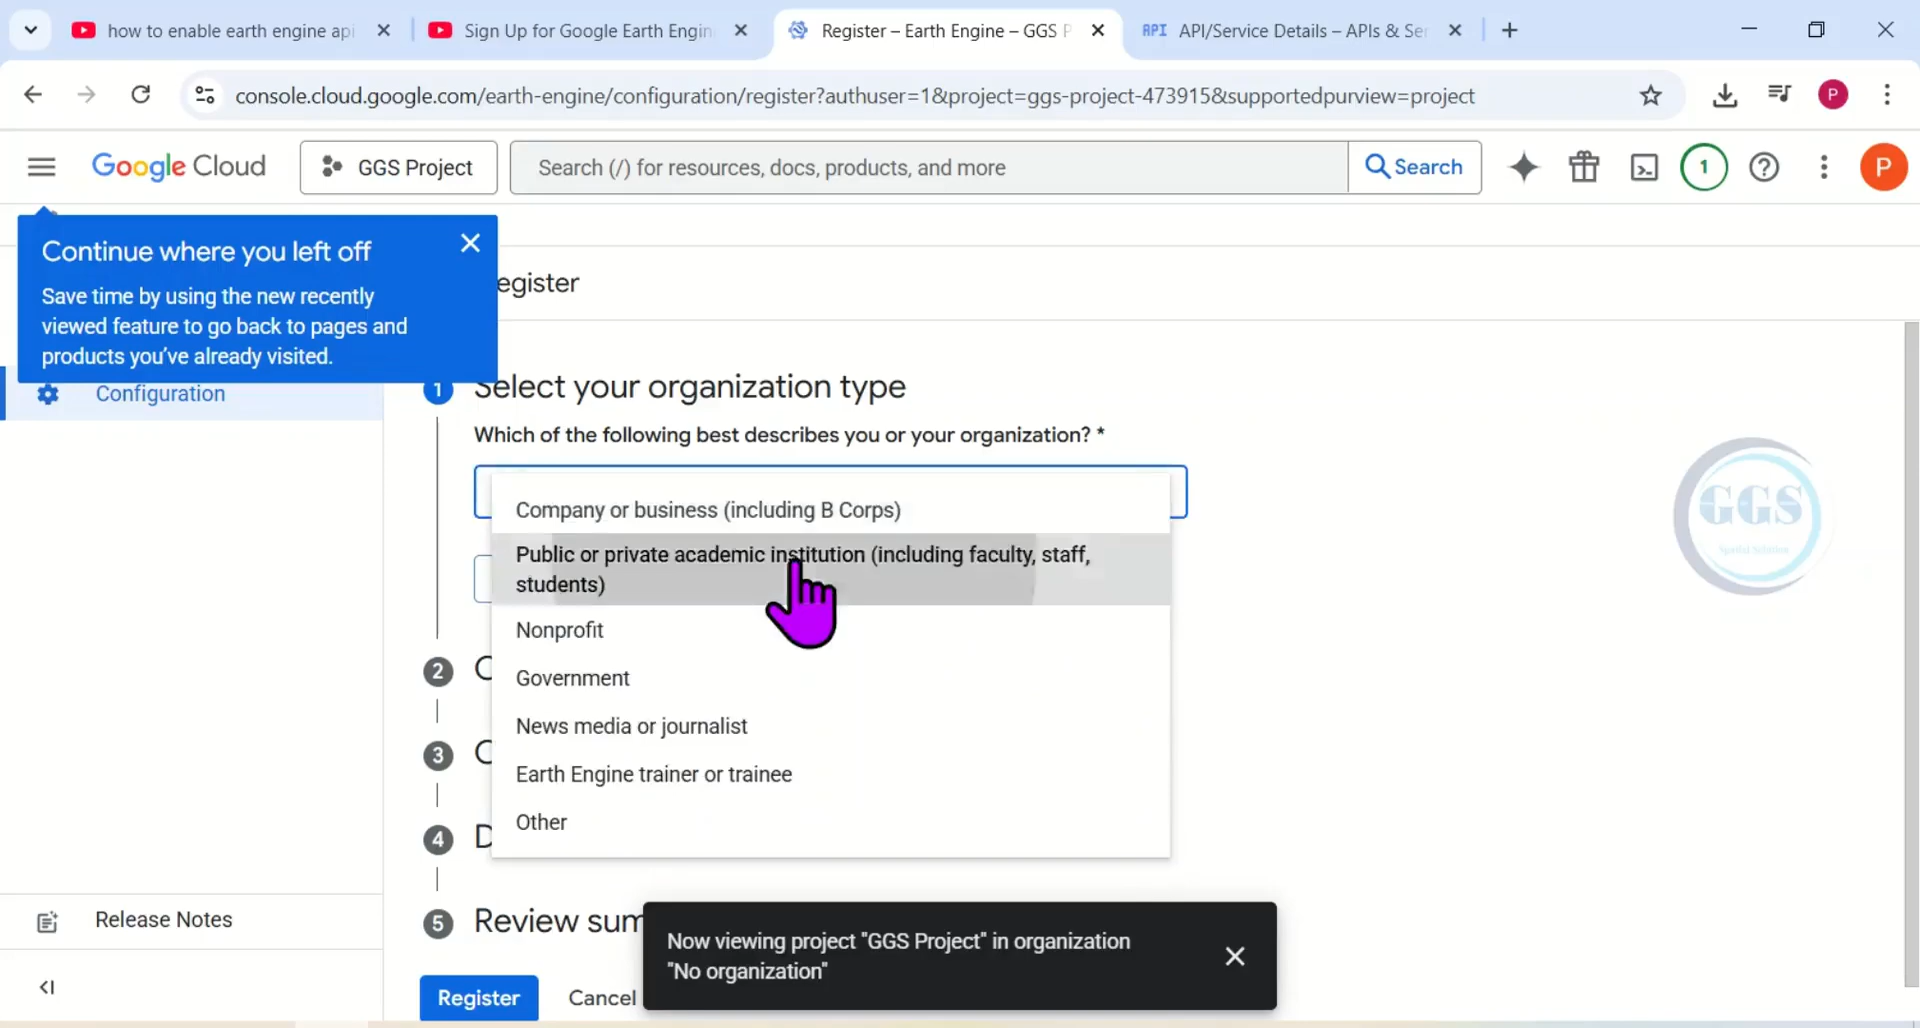 how to enable earth engine api
Sign Up for Google Earth Engin
Register – Earth Engine – GGS P
API API/Service Details – APIs & Ser
console.cloud.google.com/earth-engine/configuration/register?authuser=1&project=ggs-project-473915&supportedpurview=project
P
Google Cloud
GGS Project
Search (/) for resources, docs, products, and more
Search
1
P
Continue where you left off
Save time by using the new recently
viewed feature to go back to pages and
products you've already visited.
egister
Configuration
1 Select your organization type
Which of the following best describes you or your organization? *
Company or business (including B Corps)
Public or private academic institution (including faculty, staff,
students)
Nonprofit
Government
News media or journalist
Earth Engine trainer or trainee
Other
2 C
3 C
4 D
5 Review sum
GGS
Spatial Solution
Release Notes
Now viewing project "GGS Project" in organization
"No organization"
Register
Cancel